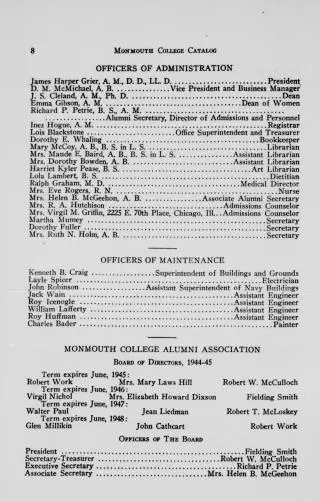 8 MONMOUTH COLLEGE CATALOG
OFFICERS OF ADMINISTRATION
James Harper Grier, A. M., D. D., LL. D. ............President
D. M. McMichael, A. B. ............Vice President and Business Manager
J. S. Cleland, A. M., Ph. D. ............Dean
Emma Gibson, A. M. ............Dean of Women
Richard P. Petrie, B. S., A. M. ............
............Alumni Secretary, Director of Admissions and Personnel
Inez Hogue, A. M. ............Registrar
Lois Blackstone ............Office Superintendent and Treasurer
Dorothy E. Whaling ............Bookkeeper
Mary McCoy, A. B., B. S. in L. S. ............Librarian
Mrs. Maude E. Baird, A. B., B. S. in L. S. ............Assistant Librarian
Mrs. Dorothy Bowden, A. B. ............Assistant Librarian
Harriet Kyler Pease, B. S. ............Art Librarian
Lola Lambert, B. S. ............Dietitian
Ralph Graham, M. D. ............Medical Director
Mrs. Eve Rogers, R. N. ............Nurse
Mrs. Helen B. McGeehon, A. B. ............Associate Alumni Secretary
Mrs. R. A. Hutchison ............Admissions Counselor
Mrs. Virgil M. Griffin, 2225 E. 70th Place, Chicago, Ill....Admissions Counselor
Martha Mumey ............Secretary
Dorothy Fuller ............Secretary
Mrs. Ruth N. Holm, A. B. ............Secretary
OFFICERS OF MAINTENANCE
Kenneth B. Craig ............Superintendent of Buildings and Grounds
Layle Spicer ............Electrician
John Robinson ............Assistant Superintendent of Navy Buildings
Jack Wain ............Assistant Engineer
Roy Icenogle ............Assistant Engineer
William Lafferty ............Assistant Engineer
Roy Huffman ............Assistant Engineer
Charles Bader ............Painter
MONMOUTH COLLEGE ALUMNI ASSOCIATION
BOARD OF DIRECTORS, 1944-45
Term expires June, 1945:
Robert Work Mrs. Mary Laws Hill Robert W. McCulloch
Term expires June, 1946:
Virgil Nichol Mrs. Elizabeth Howard Dixson Fielding Smith
Term expires June, 1947:
Walter Paul Jean Liedman Robert T. McLoskey
Term expires June, 1948:
Glen Millikin John Cathcart Robert Work
OFFICERS OF THE BOARD
President ............Fielding Smith
Secretary-Treasurer ............Robert W. McCulloch
Executive Secretary ............Richard P. Petrie
Associate Secretary ............Mrs. Helen B. McGeehon